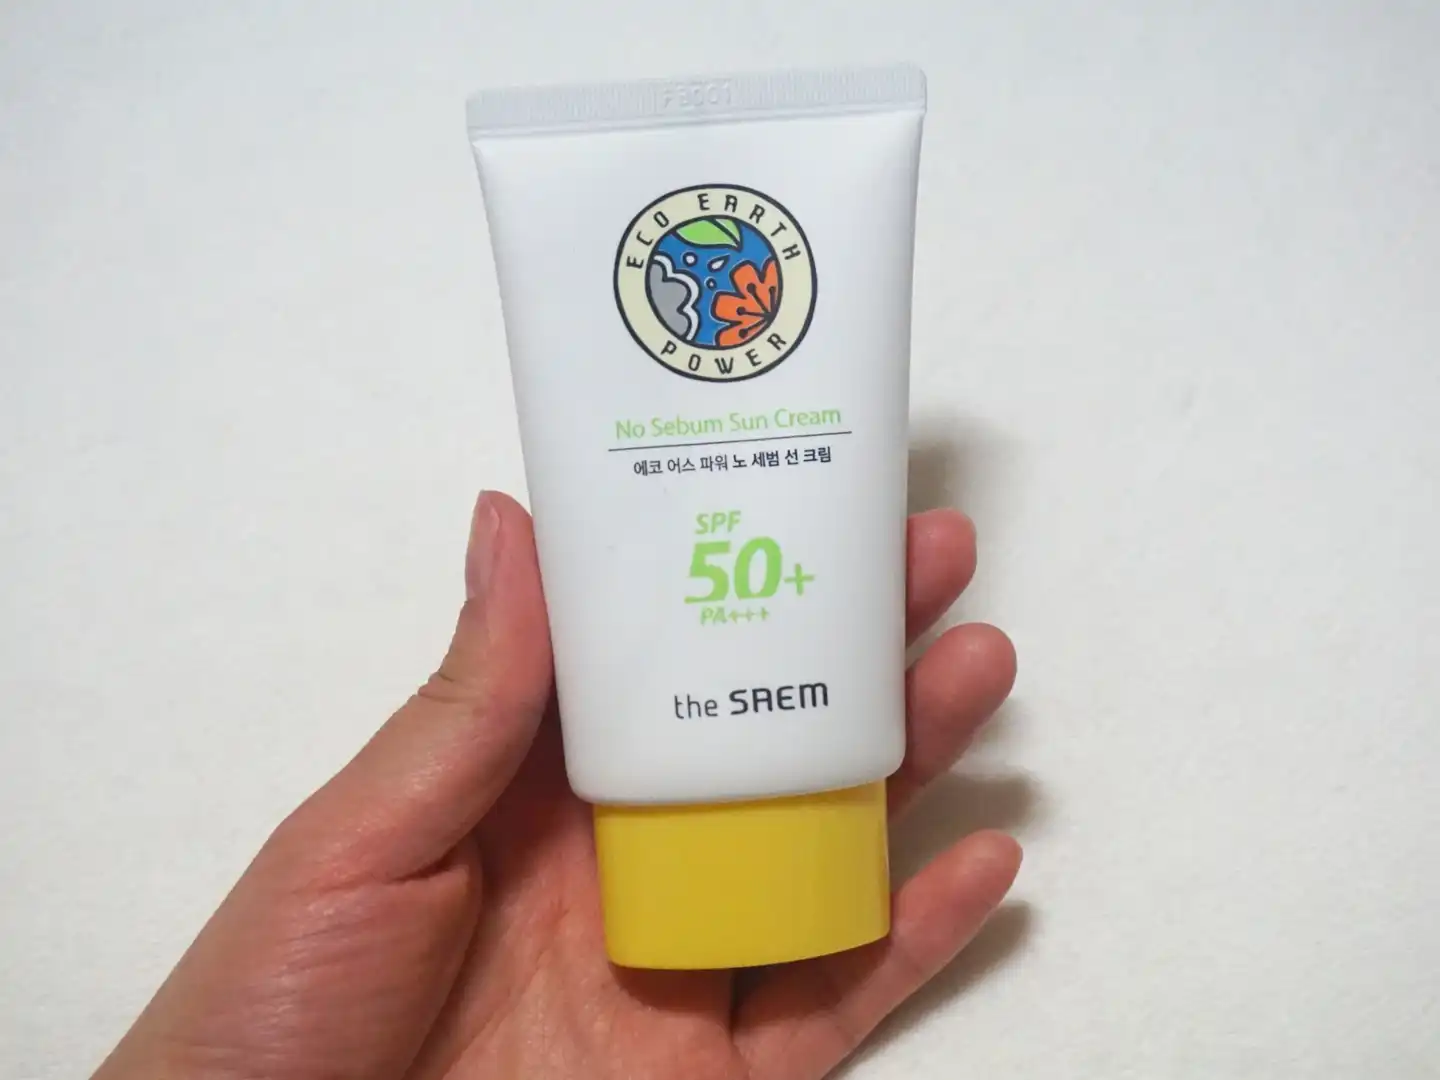 ECO EARTH
POWER
No Sebum Sun Cream
에코 어스 파워 노 세범 선 크림
SPF
50+
PA+++
the SAEM